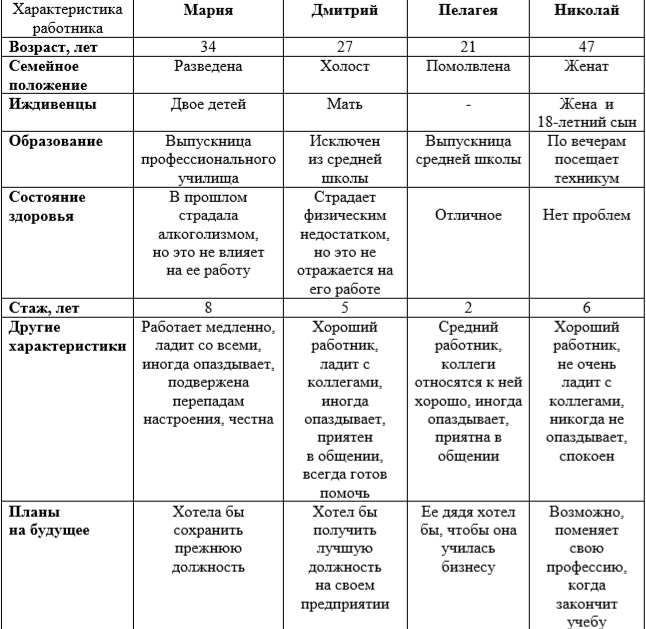 Характеристика работника | Мария | Дмитрий | Пелагея | Николай
Возраст, лет | 34 | 27 | 21 | 47
Семейное положение | Разведена | Холост | Помолвлена | Женат
Иждивенцы | Двое детей | Мать | - | Жена и 18-летний сын
Образование | Выпускница профессионального училища | Исключен из средней школы | Выпускница средней школы | По вечерам посещает техникум
Состояние здоровья | В прошлом страдала алкоголизмом, но это не влияет на ее работу | Страдает физическим недостатком, но это не отражается на его работе | Отличное | Нет проблем
Стаж, лет | 8 | 5 | 2 | 6
Другие характеристики | Работает медленно, ладит со всеми, иногда опаздывает, подвержена перепадам настроения, честна | Хороший работник, ладит с коллегами, иногда опаздывает, приятен в общении, всегда готов помочь | Средний работник, коллеги относятся к ней хорошо, иногда опаздывает, приятна в общении | Хороший работник, не очень ладит с коллегами, никогда не опаздывает, спокоен
Планы на будущее | Хотела бы сохранить прежнюю должность | Хотел бы получить лучшую должность на своем предприятии | Ее дядя хотел бы, чтобы она училась бизнесу | Возможно, поменяет свою профессию, когда закончит учебу